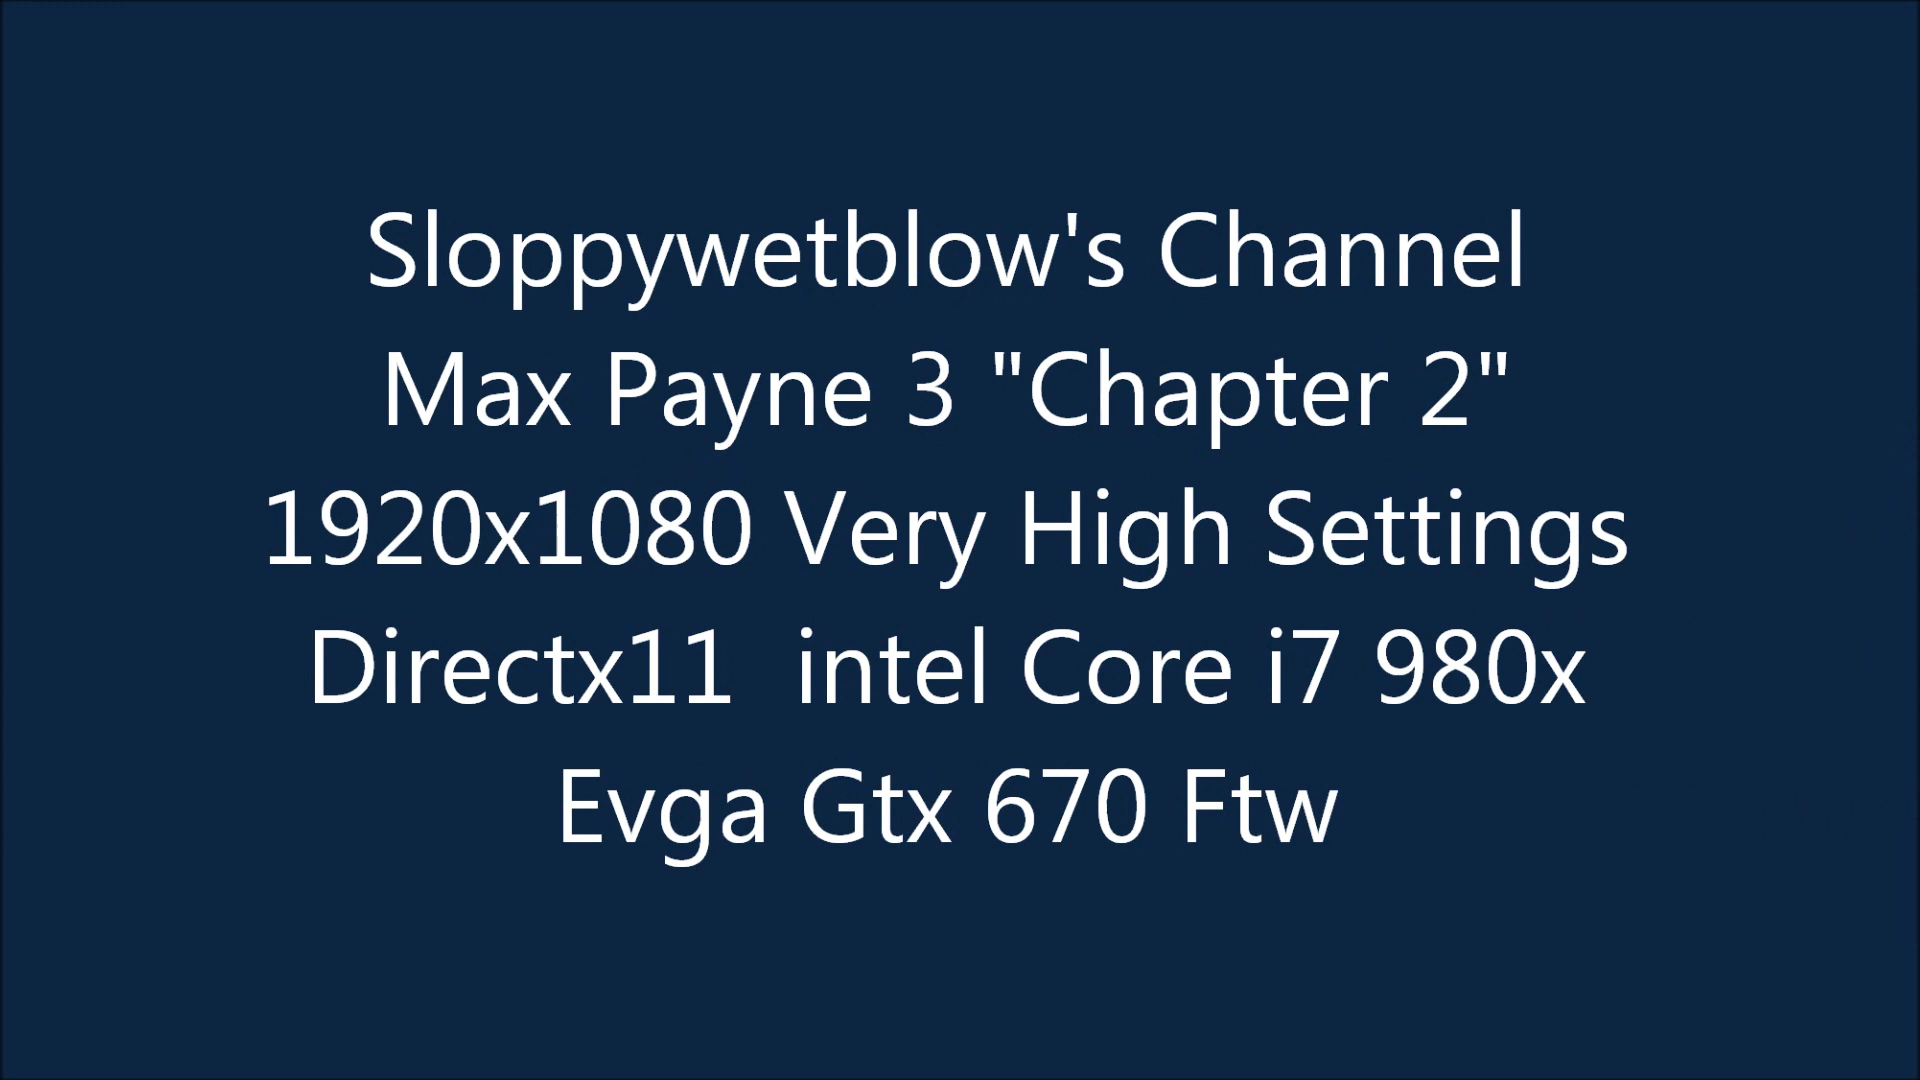 Sloppywetblow's Channel
Max Payne 3 "Chapter 2"
1920x1080 Very High Settings
Directx11  intel Core i7 980x
Evga Gtx 670 Ftw